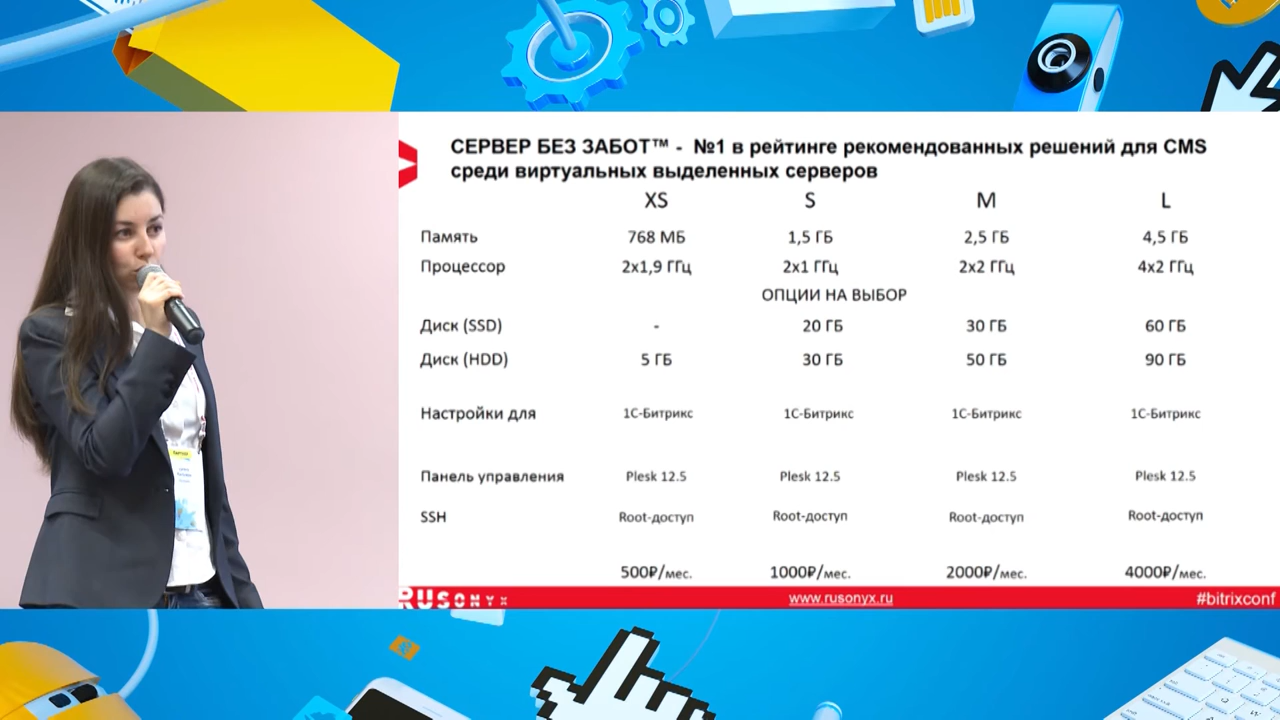 СЕРВЕР БЕЗ ЗАБОТ™ - №1 в рейтинге рекомендованных решений для CMS
среди виртуальных выделенных серверов
XS S M L
Память 768 МБ 1,5 ГБ 2,5 ГБ 4,5 ГБ
Процессор 2x1,9 ГГц 2x1 ГГц 2x2 ГГц 4x2 ГГц
ОПЦИИ НА ВЫБОР
Диск (SSD) - 20 ГБ 30 ГБ 60 ГБ
Диск (HDD) 5 ГБ 30 ГБ 50 ГБ 90 ГБ
Настройки для 1С-Битрикс 1С-Битрикс 1С-Битрикс 1С-Битрикс
Панель управления Plesk 12.5 Plesk 12.5 Plesk 12.5 Plesk 12.5
SSH Root-доступ Root-доступ Root-доступ Root-доступ
500₽/мес. 1000₽/мес. 2000₽/мес. 4000₽/мес.
RUSONYX www.rusonyx.ru #bitrixconf